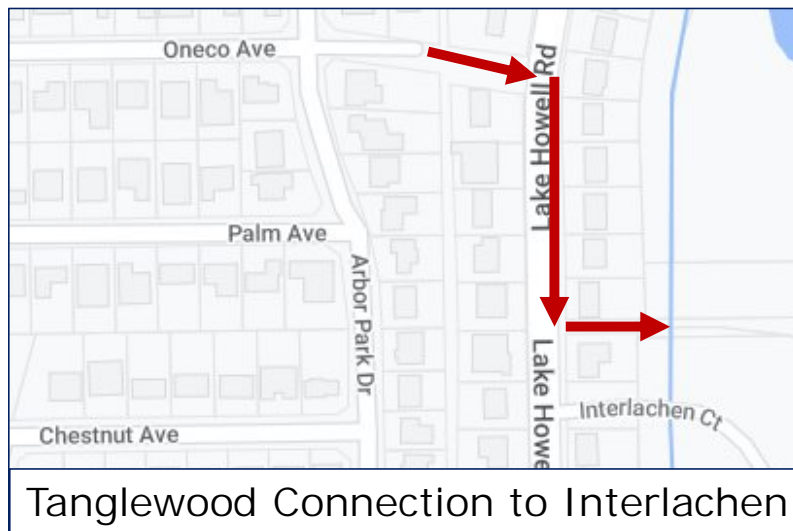 Oneco Ave
Lake Howell Rd
Palm Ave
Arbor Park Dr
Lake Howe
Interlachen Ct
Chestnut Ave
Tanglewood Connection to Interlachen